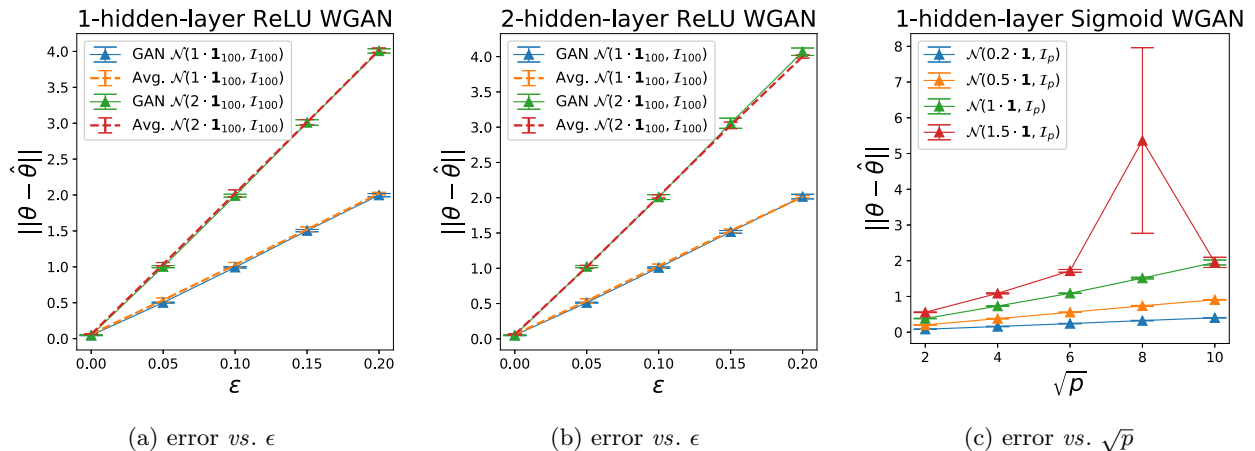 1-hidden-layer ReLU WGAN
GAN 𝒩(1 · 𝟏₁₀₀, ℐ₁₀₀)
Avg. 𝒩(1 · 𝟏₁₀₀, ℐ₁₀₀)
GAN 𝒩(2 · 𝟏₁₀₀, ℐ₁₀₀)
Avg. 𝒩(2 · 𝟏₁₀₀, ℐ₁₀₀)
||θ − θ̂||
4.0
3.5
3.0
2.5
2.0
1.5
1.0
0.5
0.0
0.00 0.05 0.10 0.15 0.20
ε
(a) error vs. ϵ
2-hidden-layer ReLU WGAN
GAN 𝒩(1 · 𝟏₁₀₀, ℐ₁₀₀)
Avg. 𝒩(1 · 𝟏₁₀₀, ℐ₁₀₀)
GAN 𝒩(2 · 𝟏₁₀₀, ℐ₁₀₀)
Avg. 𝒩(2 · 𝟏₁₀₀, ℐ₁₀₀)
||θ − θ̂||
4.0
3.5
3.0
2.5
2.0
1.5
1.0
0.5
0.0
0.00 0.05 0.10 0.15 0.20
ε
(b) error vs. ϵ
1-hidden-layer Sigmoid WGAN
𝒩(0.2 · 𝟏, ℐₚ)
𝒩(0.5 · 𝟏, ℐₚ)
𝒩(1 · 𝟏, ℐₚ)
𝒩(1.5 · 𝟏, ℐₚ)
||θ − θ̂||
8
7
6
5
4
3
2
1
0
2 4 6 8 10
√p
(c) error vs. √p